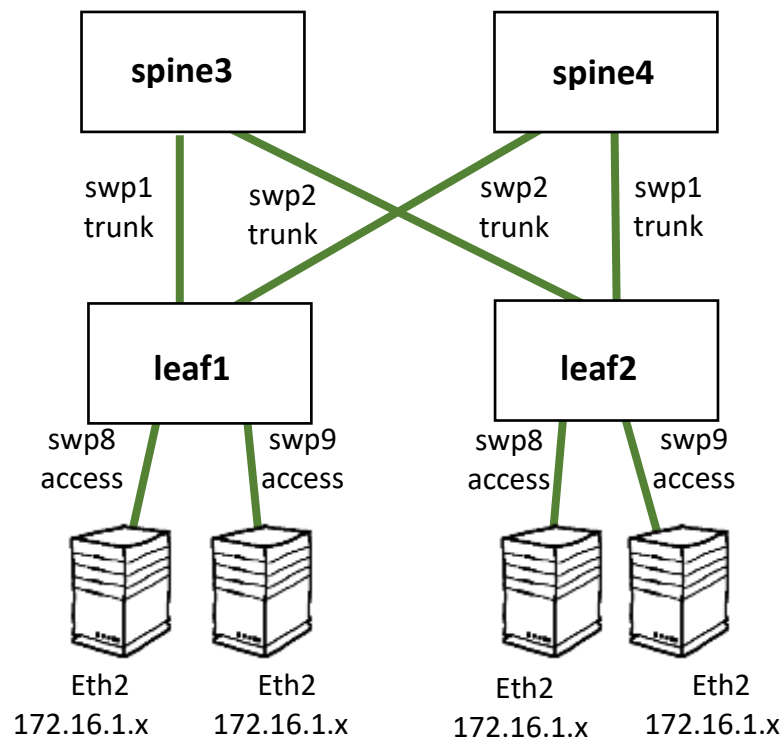 spine3
spine4
swp1
trunk
swp2
trunk
swp2
trunk
swp1
trunk
leaf1
leaf2
swp8
access
swp9
access
swp8
access
swp9
access
Eth2
172.16.1.x
Eth2
172.16.1.x
Eth2
172.16.1.x
Eth2
172.16.1.x